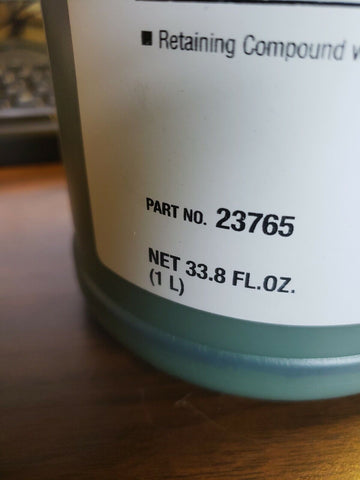 ■ Retaining Compound
PART NO. 23765
NET 33.8 FL.OZ.
(1 L)